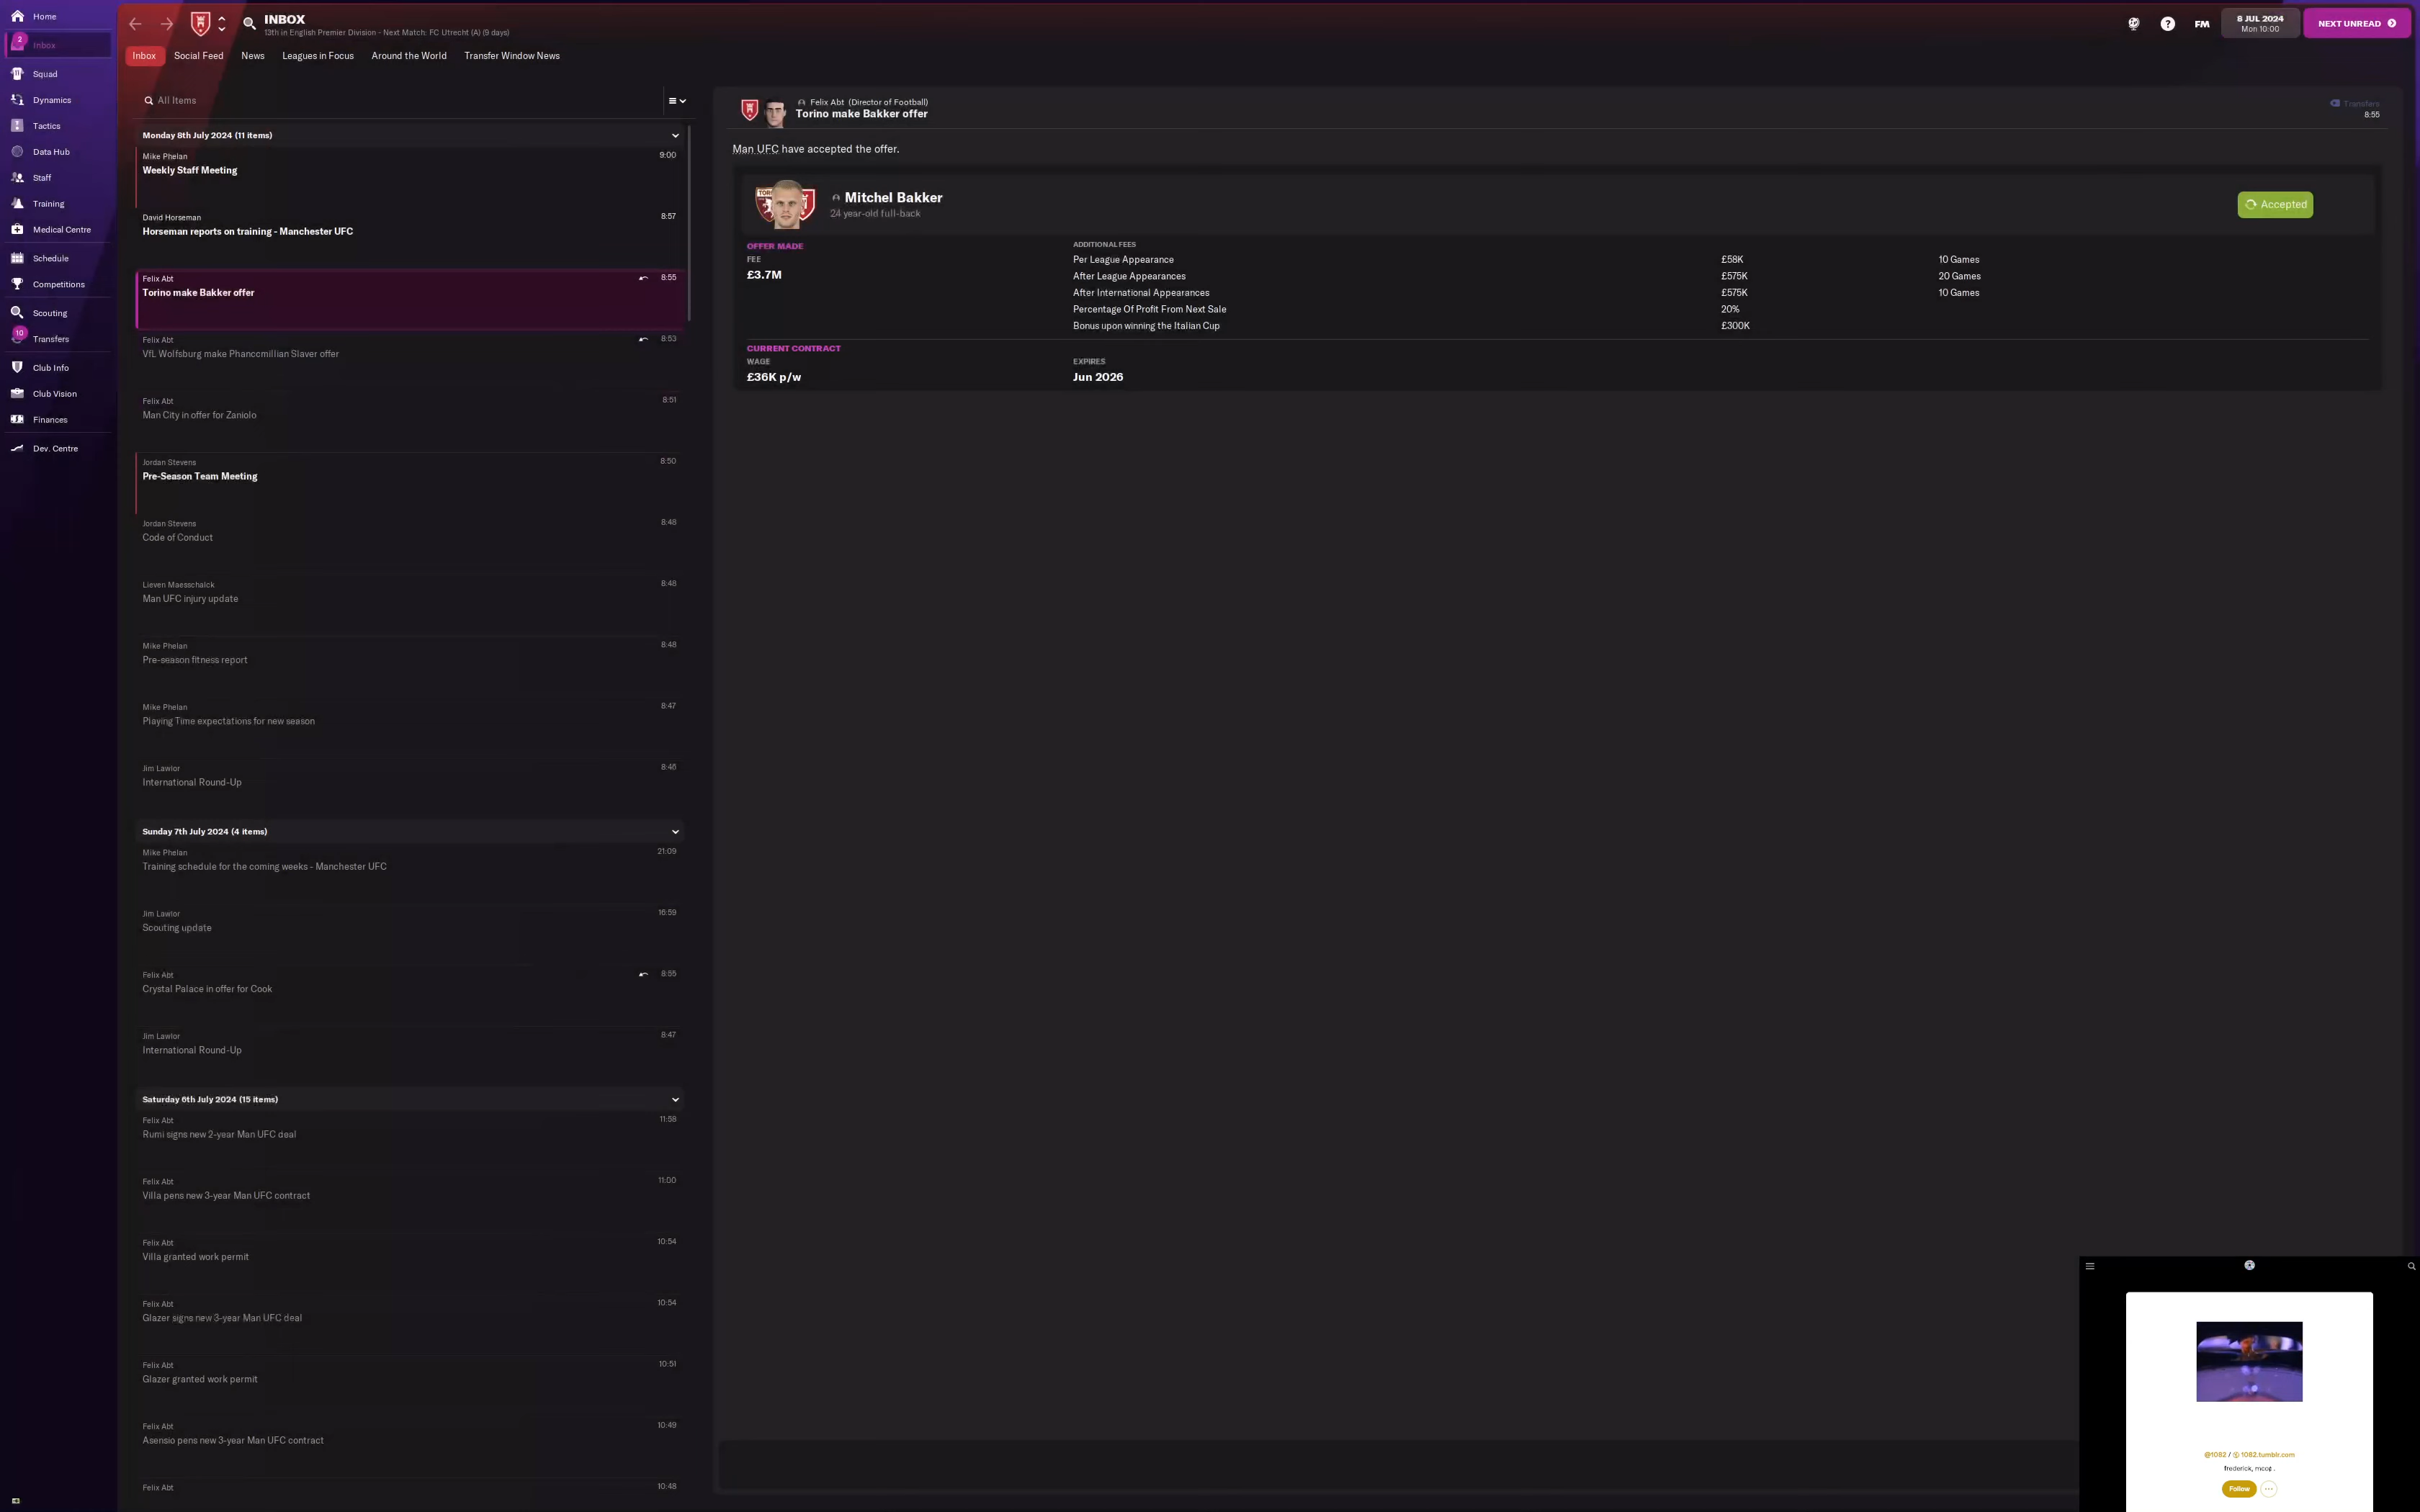 Home
2
Inbox
Squad
Dynamics
Tactics
Data Hub
Staff
Training
Medical Centre
Schedule
Competitions
Scouting
10
Transfers
Club Info
Club Vision
Finances
Dev. Centre
INBOX
13th in English Premier Division - Next Match: FC Utrecht (A) (9 days)
FM
8 JUL 2024
Mon 10:00
NEXT UNREAD
Inbox Social Feed News Leagues in Focus Around the World Transfer Window News
All Items
Monday 8th July 2024 (11 items)
Mike Phelan 9:00
Weekly Staff Meeting
David Horseman 8:57
Horseman reports on training - Manchester UFC
Felix Abt 8:55
Torino make Bakker offer
Felix Abt 8:53
VfL Wolfsburg make Phanccmillian Slaver offer
Felix Abt 8:51
Man City in offer for Zaniolo
Jordan Stevens 8:50
Pre-Season Team Meeting
Jordan Stevens 8:48
Code of Conduct
Lieven Maesschalck 8:48
Man UFC injury update
Mike Phelan 8:48
Pre-season fitness report
Mike Phelan 8:47
Playing Time expectations for new season
Jim Lawlor 8:46
International Round-Up
Sunday 7th July 2024 (4 items)
Mike Phelan 21:09
Training schedule for the coming weeks - Manchester UFC
Jim Lawlor 16:59
Scouting update
Felix Abt 8:55
Crystal Palace in offer for Cook
Jim Lawlor 8:47
International Round-Up
Saturday 6th July 2024 (15 items)
Felix Abt 11:58
Rumi signs new 2-year Man UFC deal
Felix Abt 11:00
Villa pens new 3-year Man UFC contract
Felix Abt 10:54
Villa granted work permit
Felix Abt 10:54
Glazer signs new 3-year Man UFC deal
Felix Abt 10:51
Glazer granted work permit
Felix Abt 10:49
Asensio pens new 3-year Man UFC contract
Felix Abt 10:48
Felix Abt (Director of Football)
Torino make Bakker offer
Transfers
8:55
Man UFC have accepted the offer.
Mitchel Bakker
24 year-old full-back
Accepted
OFFER MADE
FEE
£3.7M
ADDITIONAL FEES
Per League Appearance £58K 10 Games
After League Appearances £575K 20 Games
After International Appearances £575K 10 Games
Percentage Of Profit From Next Sale 20%
Bonus upon winning the Italian Cup £300K
CURRENT CONTRACT
WAGE
£36K p/w
EXPIRES
Jun 2026
@1082 / 1082.tumblr.com
frederick,
Follow